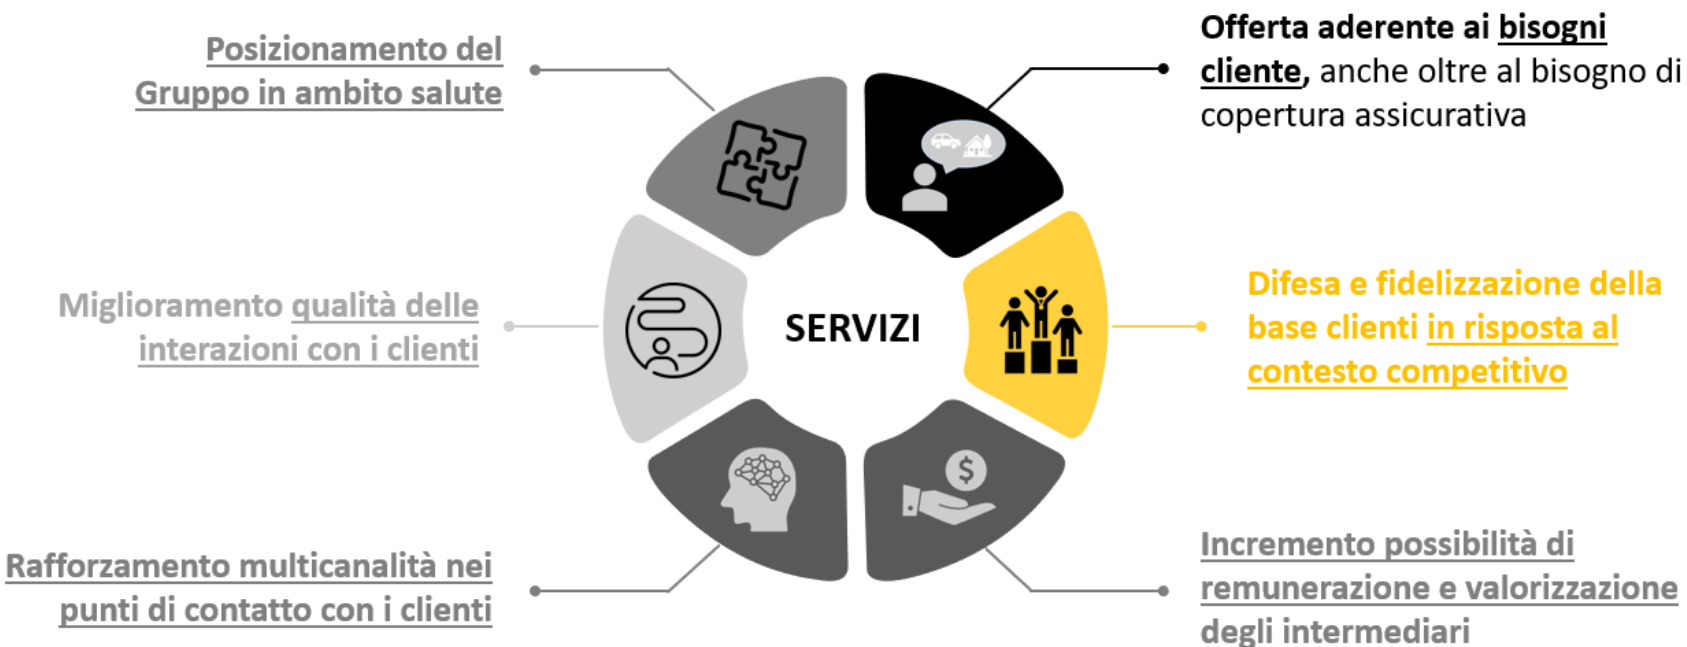 Posizionamento del
Gruppo in ambito salute
Offerta aderente ai bisogni
cliente, anche oltre al bisogno di
copertura assicurativa
Miglioramento qualità delle
interazioni con i clienti
SERVIZI
Difesa e fidelizzazione della
base clienti in risposta al
contesto competitivo
Rafforzamento multicanalità nei
punti di contatto con i clienti
$
Incremento possibilità di
remunerazione e valorizzazione
degli intermediari